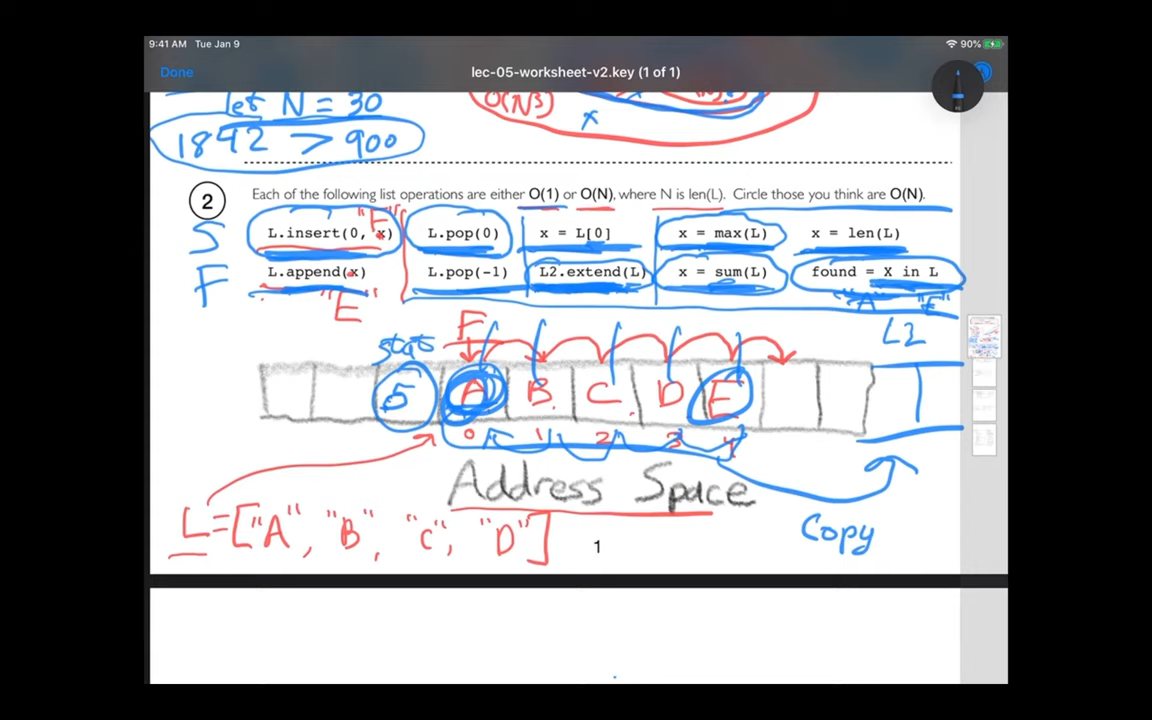 9:41 AM Tue Jan 9
90%
Done
lec-05-worksheet-v2.key (1 of 1)
let N = 30
O(N3
x
1892 > 900
2
Each of the following list operations are either O(1) or O(N), where N is len(L). Circle those you think are O(N).
S
L.insert(0, x)
"F"
L.pop(0)
x = L[0]
x = max(L)
x = len(L)
F
L.append(x)
L.pop(-1)
L2.extend(L)
x = sum(L)
found = X in L
"E"
"A"
"E"
F
L2
5
A
B
C
D
E
0
1
2
3
4
Address Space
L=["A", "B", "C", "D"]
1
Copy